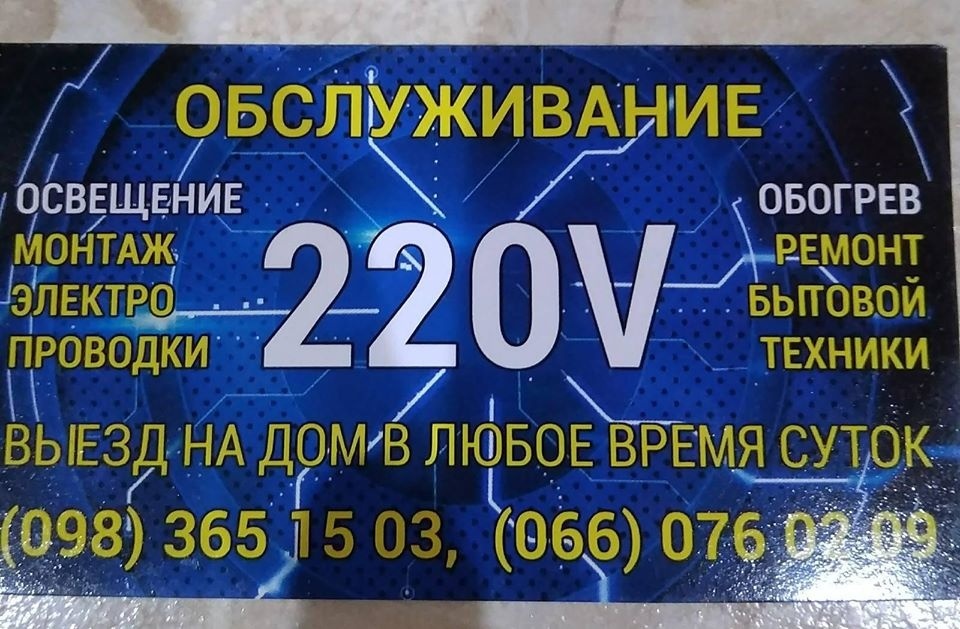 ОБСЛУЖИВАНИЕ
ОСВЕЩЕНИЕ
МОНТАЖ
ЭЛЕКТРО
ПРОВОДКИ
220V
ОБОГРЕВ
РЕМОНТ
БЫТОВОЙ
ТЕХНИКИ
ВЫЕЗД НА ДОМ В ЛЮБОЕ ВРЕМЯ СУТОК
(098) 365 15 03, (066) 076 02 09